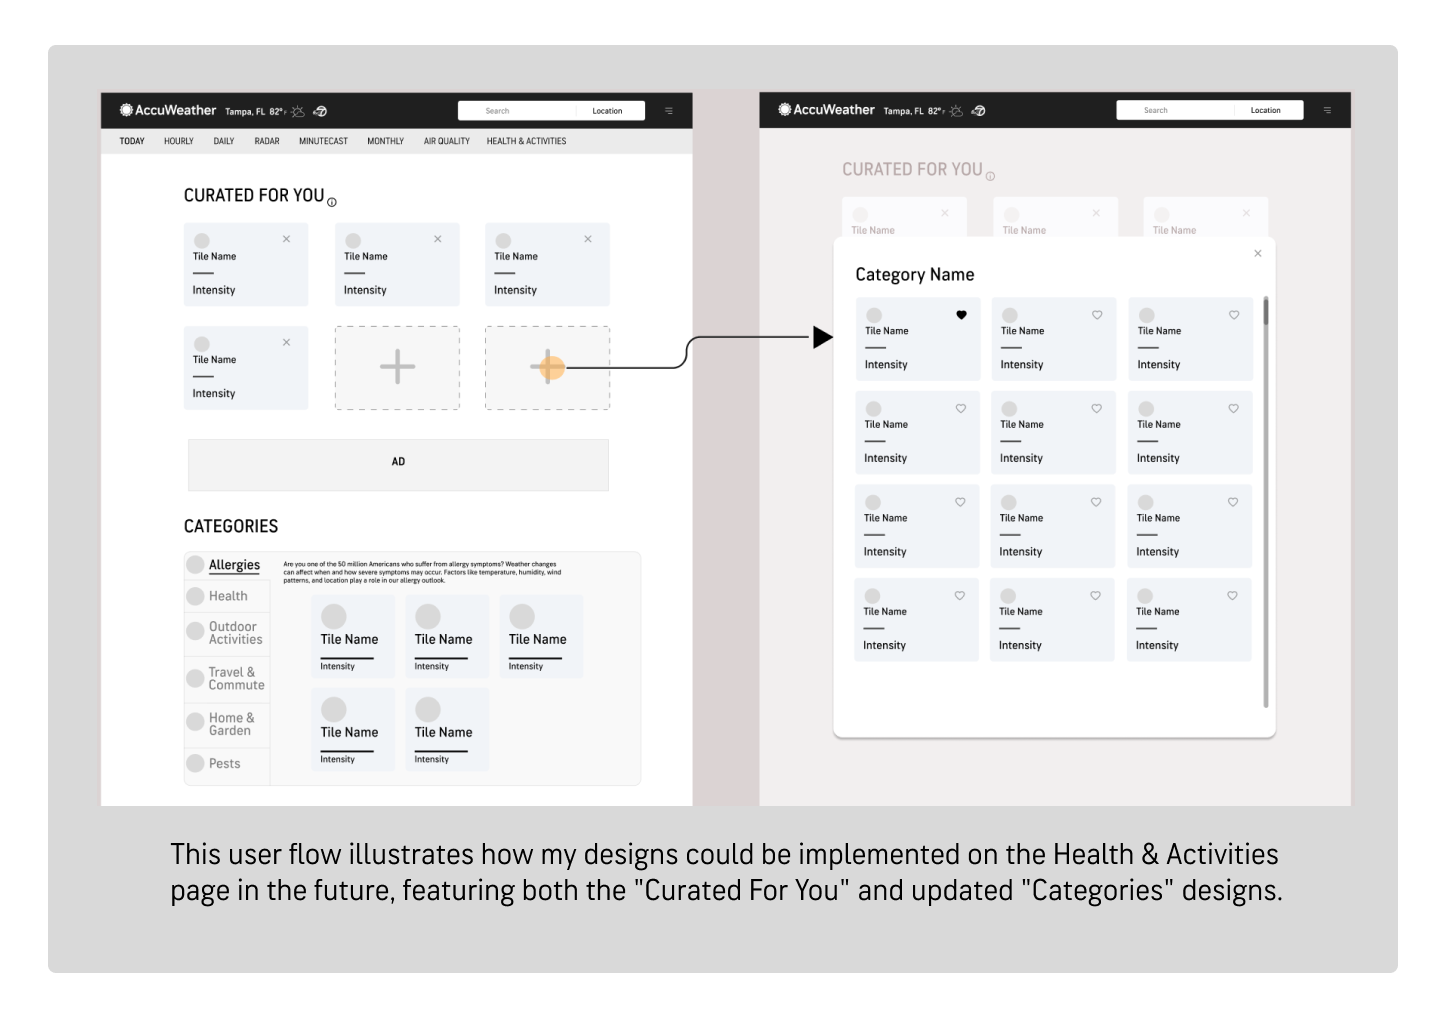 AccuWeather Tampa, FL 82° F Search Location
TODAY HOURLY DAILY RADAR MINUTECAST MONTHLY AIR QUALITY HEALTH & ACTIVITIES
CURATED FOR YOU
Tile Name Tile Name Tile Name
Intensity Intensity Intensity
Tile Name
Intensity
AD
CATEGORIES
Allergies
Health
Outdoor
Activities
Travel &
Commute
Home &
Garden
Pests
Are you one of the 50 million Americans who suffer from allergy symptoms? Weather changes
can affect when and how severe symptoms may occur. Factors like temperature, humidity, wind
patterns, and location play a role in our allergy outlook.
Tile Name Tile Name Tile Name
Intensity Intensity Intensity
Tile Name Tile Name
Intensity Intensity
AccuWeather Tampa, FL 82° F Search Location
CURATED FOR YOU
Tile Name Tile Name Tile Name
Category Name
Tile Name Tile Name Tile Name
Intensity Intensity Intensity
Tile Name Tile Name Tile Name
Intensity Intensity Intensity
Tile Name Tile Name Tile Name
Intensity Intensity Intensity
Tile Name Tile Name Tile Name
Intensity Intensity Intensity
This user flow illustrates how my designs could be implemented on the Health & Activities
page in the future, featuring both the "Curated For You" and updated "Categories" designs.